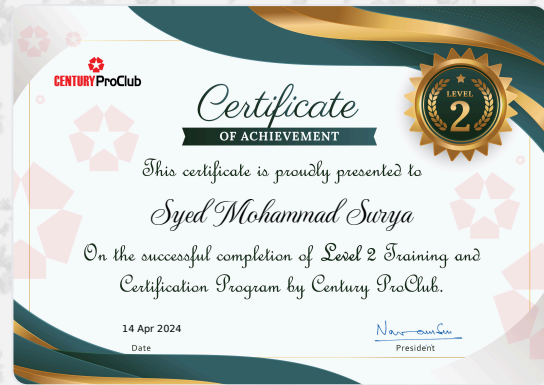 CENTURY ProClub
Certificate
OF ACHIEVEMENT
LEVEL
2
This certificate is proudly presented to
Syed Mohammad Surya
On the successful completion of Level 2 Training and
Certification Program by Century ProClub.
14 Apr 2024
Date
President